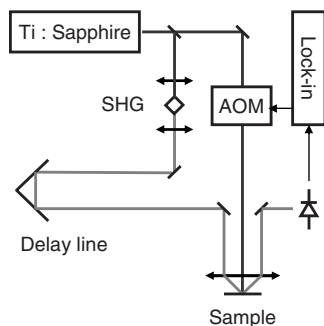 Ti : Sapphire
Lock-in
SHG
AOM
Delay line
Sample